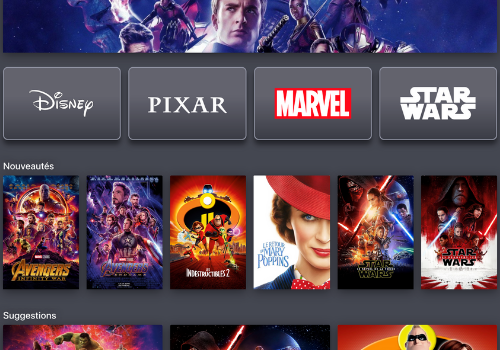 Disney
PIXAR
MARVEL
STAR
WARS
Nouveautés
AVENGERS
INFINITY WAR
AVENGERS
INDESTRUCTIBLES 2
LE RETOUR
DE MARY
POPPINS
STAR
WARS
STAR
WARS
Suggestions